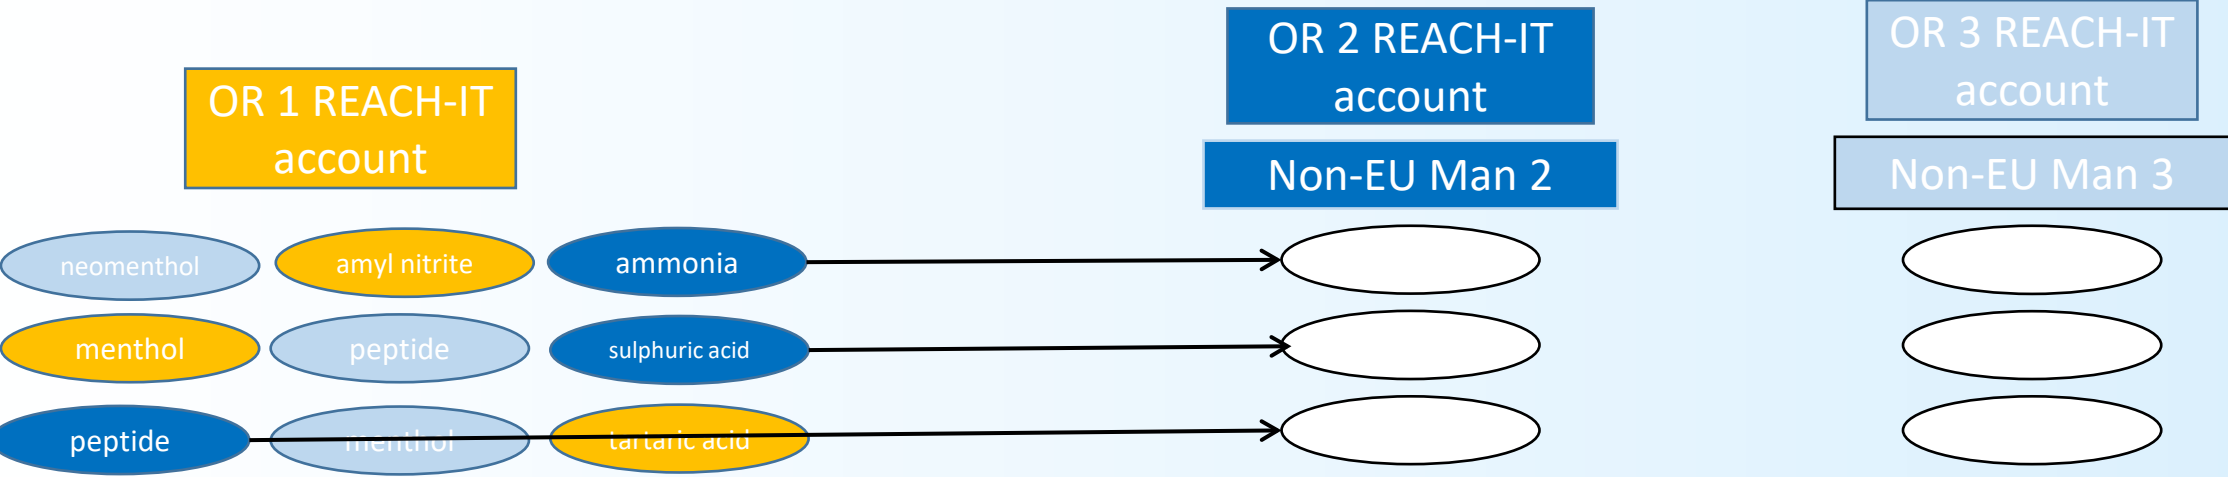 OR 1 REACH-IT
account
OR 2 REACH-IT
account
Non-EU Man 2
OR 3 REACH-IT
account
Non-EU Man 3
neomenthol
amyl nitrite
ammonia
menthol
peptide
sulphuric acid
peptide
menthol
tartaric acid